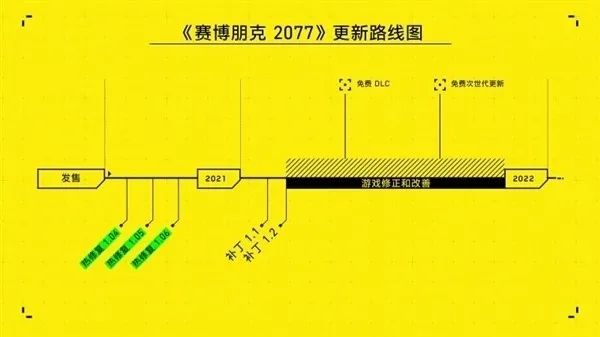 《赛博朋克 2077》更新路线图
免费 DLC
免费次世代更新
发售
2021
游戏修正和改善
2022
热修复 1.04
热修复 1.05
热修复 1.06
补丁 1.1
补丁 1.2